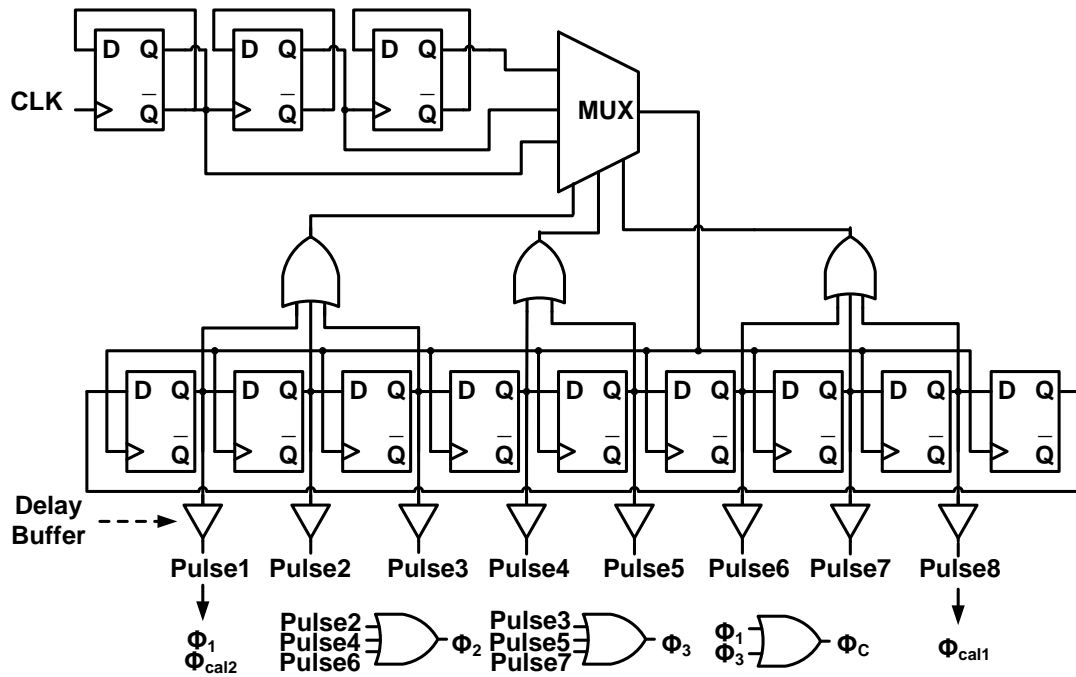 D Q D Q D Q
CLK Q Q Q
MUX
D Q D Q D Q D Q D Q D Q D Q D Q D Q
Q Q Q Q Q Q Q Q Q
Delay
Buffer
Pulse1 Pulse2 Pulse3 Pulse4 Pulse5 Pulse6 Pulse7 Pulse8
Φ1
Φcal2
Pulse2
Pulse4
Pulse6
Φ2
Pulse3
Pulse5
Pulse7
Φ3
Φ1
Φ3
ΦC
Φcal1